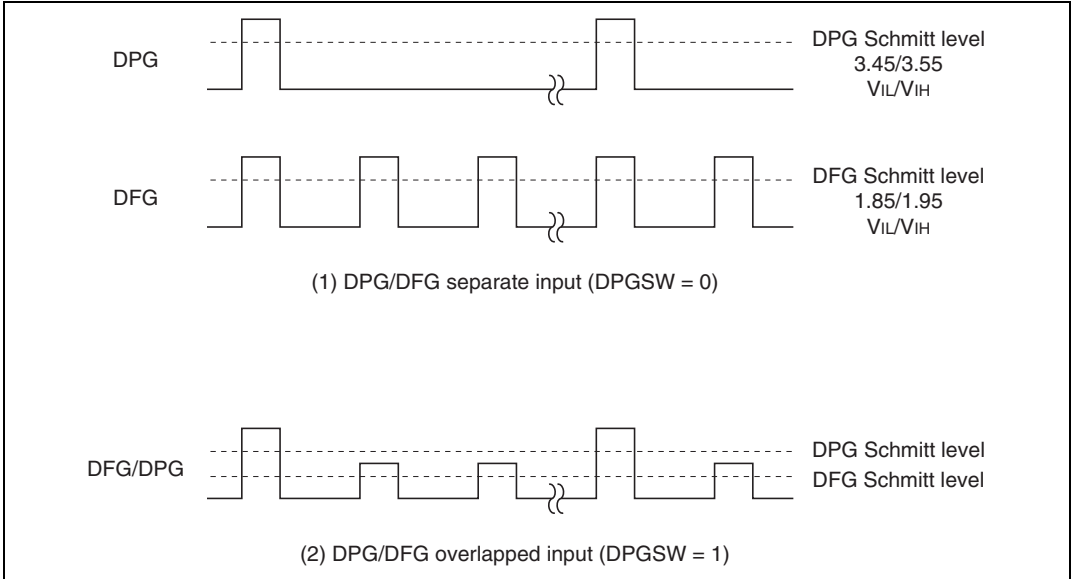 DPG
DPG Schmitt level
3.45/3.55
VIL/VIH
DFG
DFG Schmitt level
1.85/1.95
VIL/VIH
(1) DPG/DFG separate input (DPGSW = 0)
DFG/DPG
DPG Schmitt level
DFG Schmitt level
(2) DPG/DFG overlapped input (DPGSW = 1)